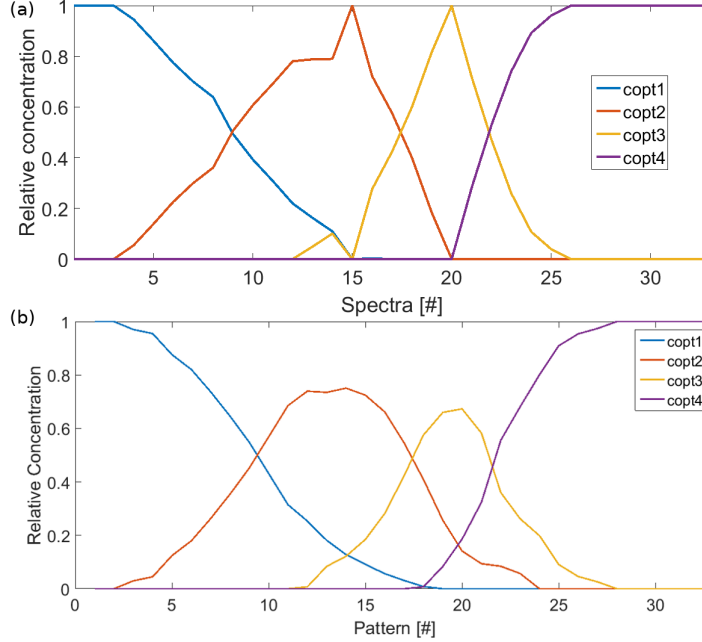 (a)
Relative concentration
1
0.8
0.6
0.4
0.2
0
copt1
copt2
copt3
copt4
5 10 15 20 25 30
Spectra [#]
(b)
Relative Concentration
1
0.8
0.6
0.4
0.2
0
copt1
copt2
copt3
copt4
0 5 10 15 20 25 30
Pattern [#]